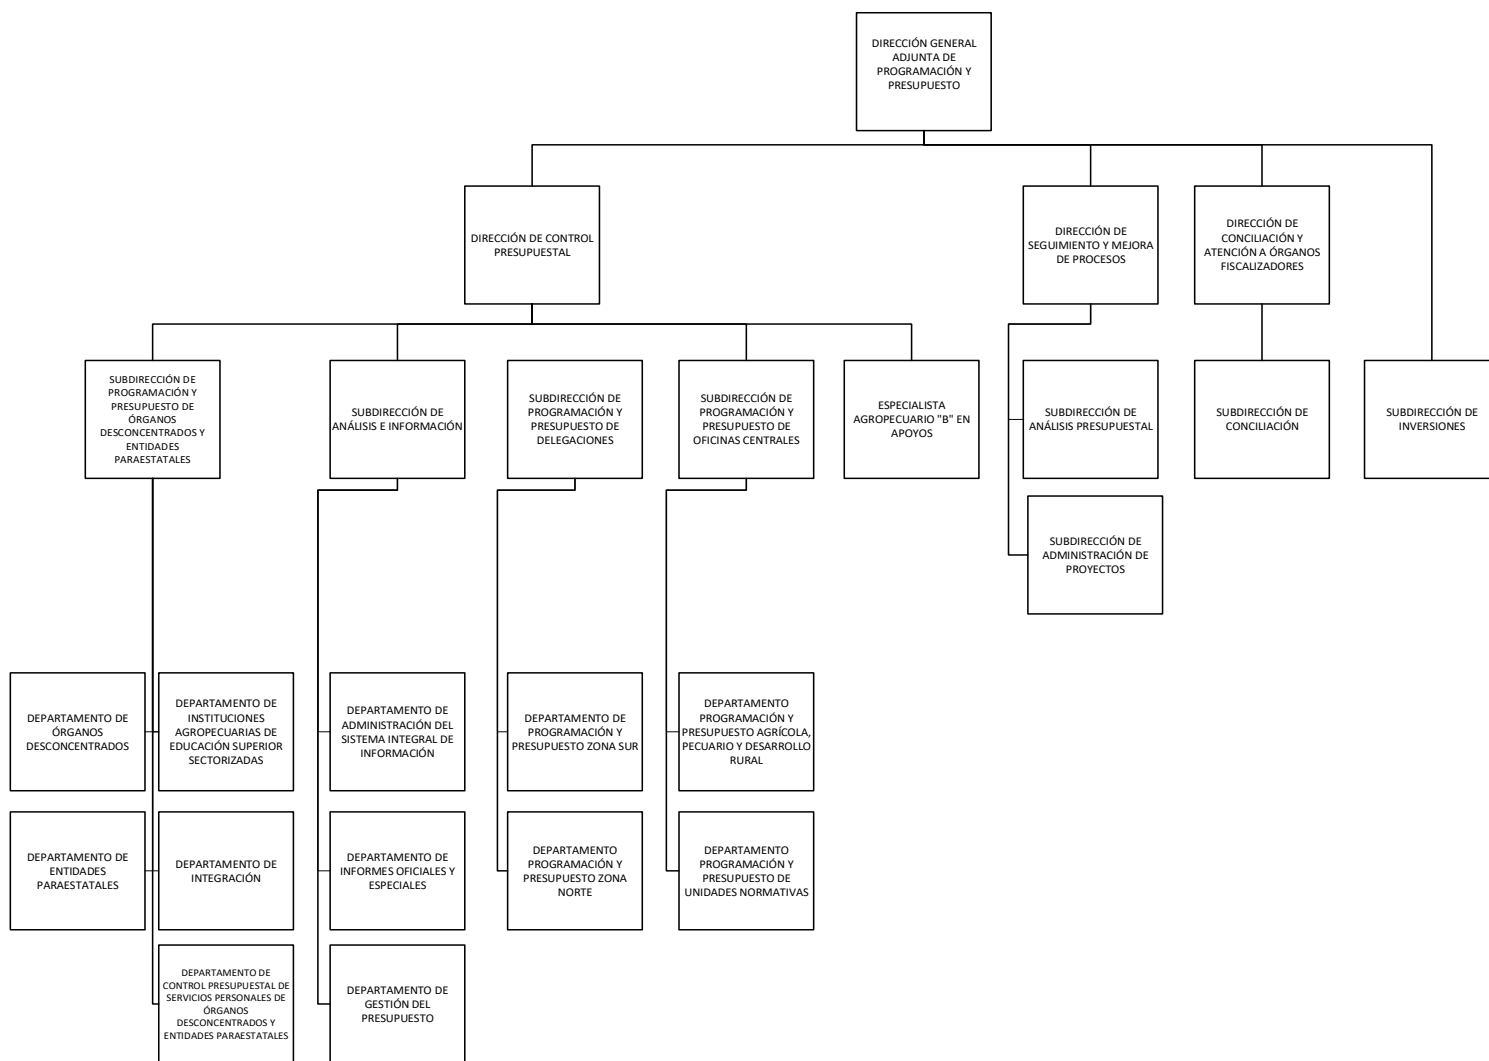 DIRECCIÓN GENERAL
ADJUNTA DE
PROGRAMACIÓN Y
PRESUPUESTO
DIRECCIÓN DE CONTROL
PRESUPUESTAL
DIRECCIÓN DE
SEGUIMIENTO Y MEJORA
DE PROCESOS
DIRECCIÓN DE
CONCILIACIÓN Y
ATENCIÓN A ÓRGANOS
FISCALIZADORES
SUBDIRECCIÓN DE
PROGRAMACIÓN Y
PRESUPUESTO DE
ÓRGANOS
DESCONCENTRADOS Y
ENTIDADES
PARAESTATALES
SUBDIRECCIÓN DE
ANÁLISIS E INFORMACIÓN
SUBDIRECCIÓN DE
PROGRAMACIÓN Y
PRESUPUESTO DE
DELEGACIONES
SUBDIRECCIÓN DE
PROGRAMACIÓN Y
PRESUPUESTO DE
OFICINAS CENTRALES
ESPECIALISTA
AGROPECUARIO "B" EN
APOYOS
SUBDIRECCIÓN DE
ANÁLISIS PRESUPUESTAL
SUBDIRECCIÓN DE
CONCILIACIÓN
SUBDIRECCIÓN DE
INVERSIONES
SUBDIRECCIÓN DE
ADMINISTRACIÓN DE
PROYECTOS
DEPARTAMENTO DE
ÓRGANOS
DESCONCENTRADOS
DEPARTAMENTO DE
INSTITUCIONES
AGROPECUARIAS DE
EDUCACIÓN SUPERIOR
SECTORIZADAS
DEPARTAMENTO DE
ADMINISTRACIÓN DEL
SISTEMA INTEGRAL DE
INFORMACIÓN
DEPARTAMENTO DE
PROGRAMACIÓN Y
PRESUPUESTO ZONA SUR
DEPARTAMENTO
PROGRAMACIÓN Y
PRESUPUESTO AGRÍCOLA,
PECUARIO Y DESARROLLO
RURAL
DEPARTAMENTO DE
ENTIDADES
PARAESTATALES
DEPARTAMENTO DE
INTEGRACIÓN
DEPARTAMENTO DE
INFORMES OFICIALES Y
ESPECIALES
DEPARTAMENTO
PROGRAMACIÓN Y
PRESUPUESTO ZONA
NORTE
DEPARTAMENTO
PROGRAMACIÓN Y
PRESUPUESTO DE
UNIDADES NORMATIVAS
DEPARTAMENTO DE
CONTROL PRESUPUESTAL DE
SERVICIOS PERSONALES DE
ÓRGANOS
DESCONCENTRADOS Y
ENTIDADES PARAESTATALES
DEPARTAMENTO DE
GESTIÓN DEL
PRESUPUESTO